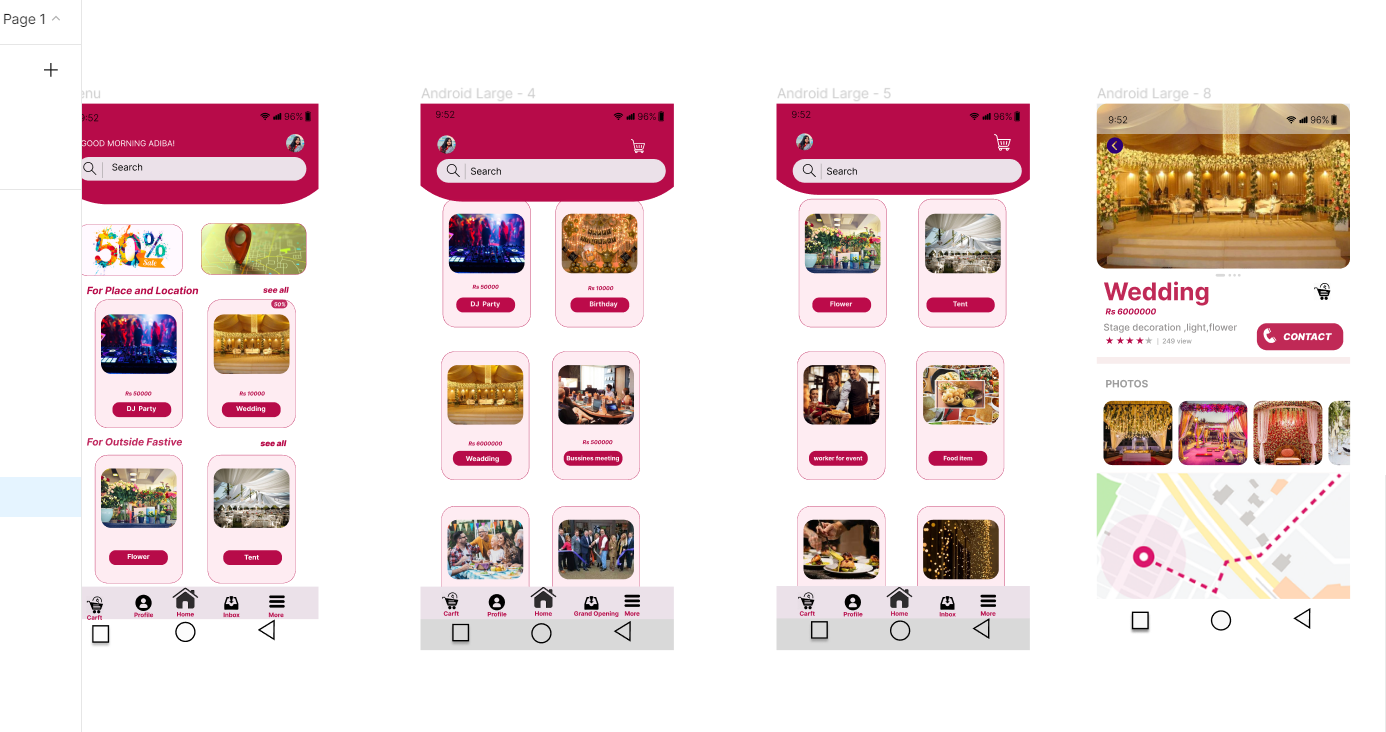 Page 1
enu
9:52
96%
GOOD MORNING ADIBA!
Search
50%
Sale
For Place and Location
see all
50%
Rs 50000
DJ Party
Rs 10000
Wedding
For Outside Fastive
see all
Flower
Tent
Carft
Profile
Home
Inbox
More
Android Large - 4
9:52
96%
Search
Rs 50000
DJ Party
Rs 10000
Birthday
Rs 6000000
Weadding
Rs 500000
Bussines meeting
Carft
Profile
Home
Grand Opening
More
Android Large - 5
9:52
96%
Search
Flower
Tent
worker for event
Food item
Carft
Profile
Home
Inbox
More
Android Large - 8
9:52
96%
Wedding
Rs 6000000
Stage decoration ,light,flower
249 view
CONTACT
PHOTOS